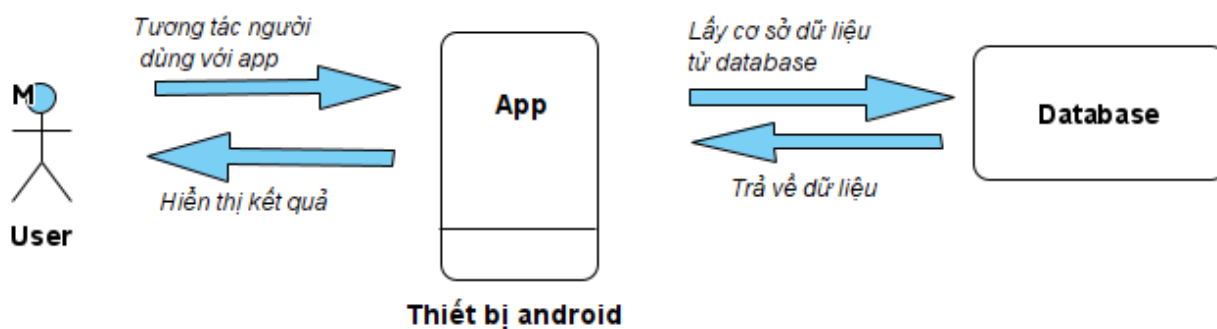 Tương tác người
dùng với app
Lấy cơ sở dữ liệu
từ database
M
App
Database
Hiễn thị kết quả
Trả về dữ liệu
User
Thiết bị android